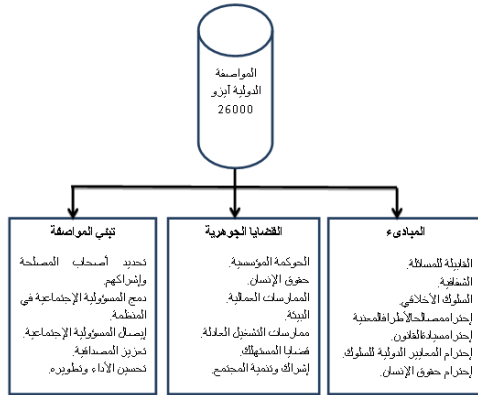 المواصفة
الدولية آيزو
26000
المبادىء
القابيلة للمسائلة.
الشفافية.
السلوك الأخلاقي.
إحترام مصالح الأطراف المعنية
إحترام سيادة القانون.
إحترام المعايير الدولية للسلوك.
إحترام حقوق الإنسان.
القضايا الجوهرية
الحوكمة المؤسسية.
حقوق الإنسان.
الممارسات العمالية.
البيئة.
ممارسات التشغيل العادلة.
قضايا المستهلك.
إشراك وتنمية المجتمع.
تبني المواصفة
تحديد أصحاب المصلحة
وإشراكهم.
دمج المسؤولية الإجتماعية في
المنظمة.
إيصال المسؤولية الإجتماعية.
تعزيز المصداقية.
تحسين الأداء وتطويره.